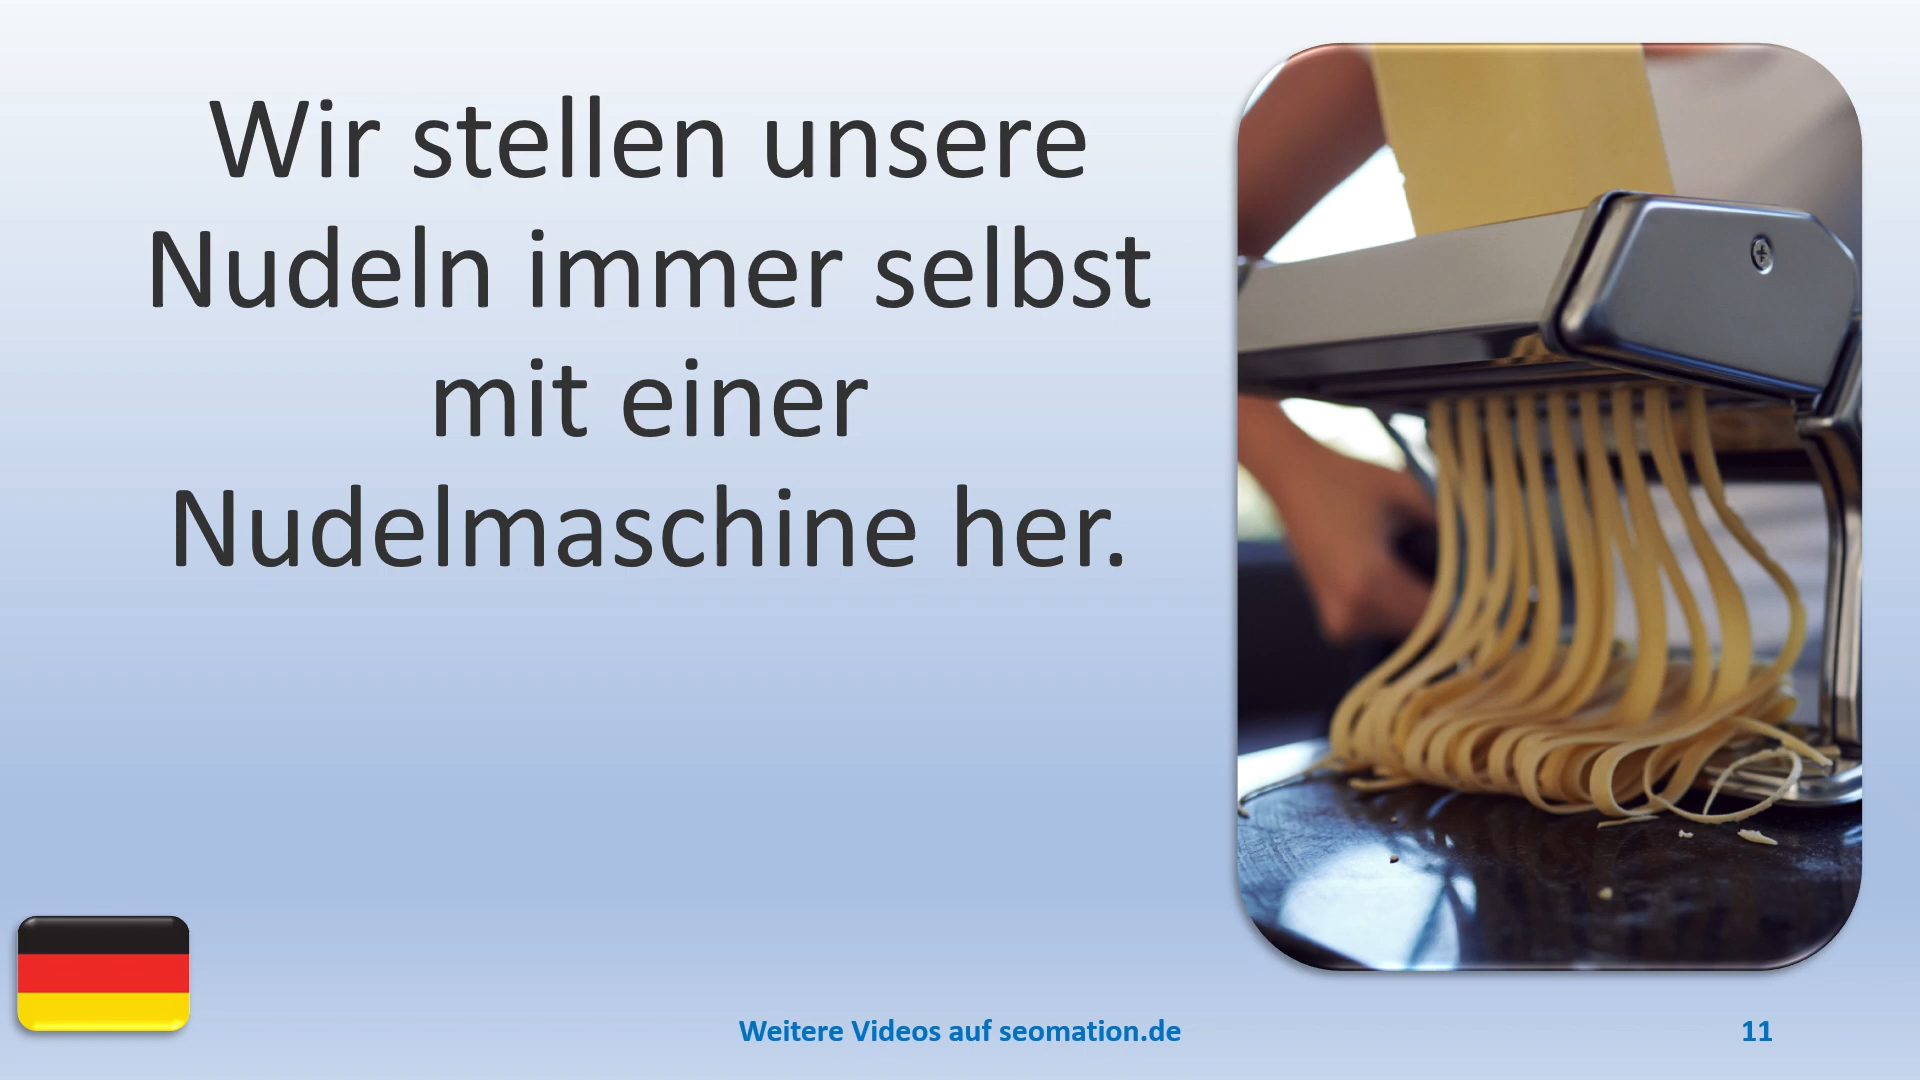 Wir stellen unsere
Nudeln immer selbst
mit einer
Nudelmaschine her.
Weitere Videos auf seomation.de
11